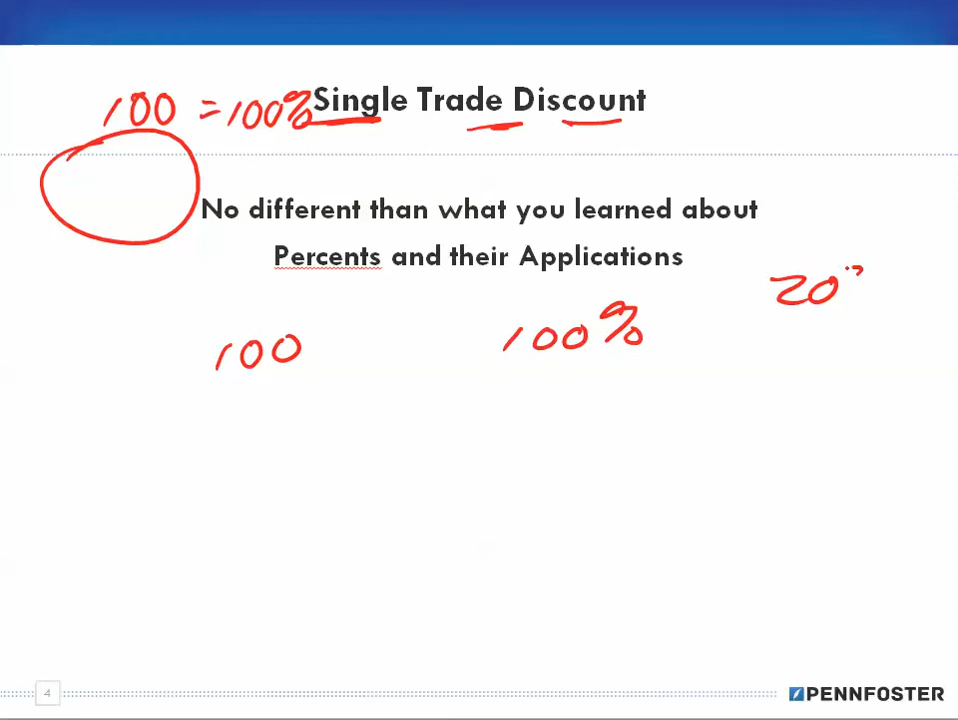 Single Trade Discount
100 = 100%
No different than what you learned about
Percents and their Applications
20
100 100%
4
PENNFOSTER